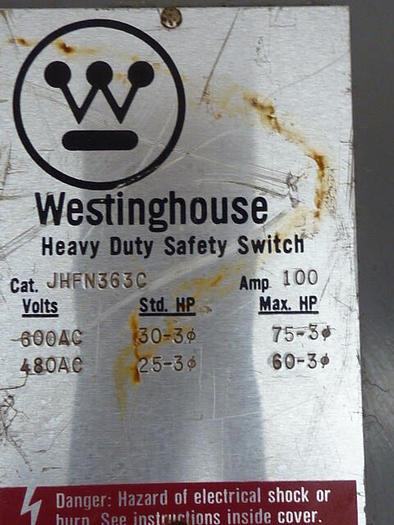 W
Westinghouse
Heavy Duty Safety Switch
Cat. JHFN363C Amp 100
Volts Std. HP Max. HP
600AC 30-3ϕ 75-3ϕ
480AC 25-3ϕ 60-3ϕ
Danger: Hazard of electrical shock or
burn. See instructions inside cover.